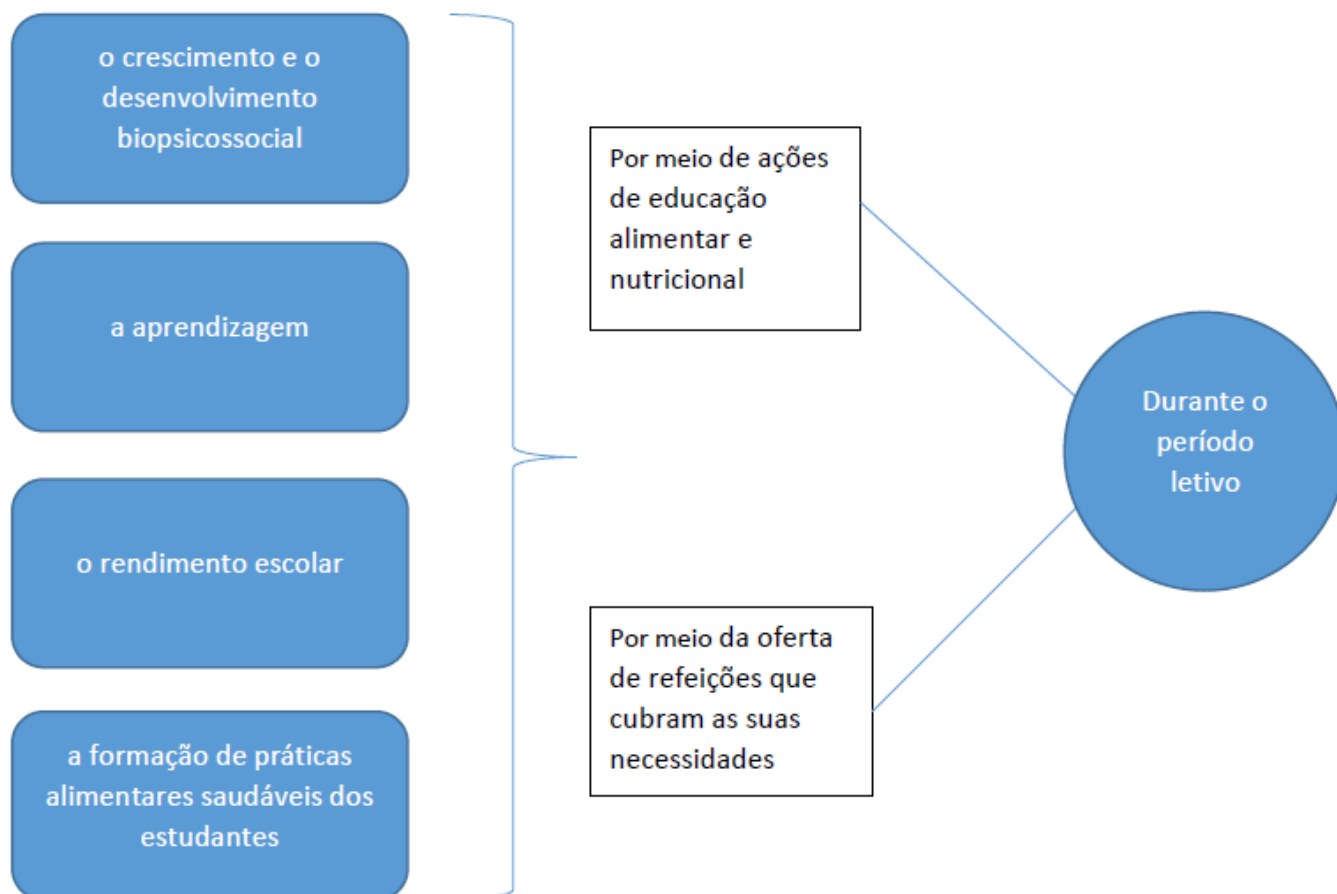 o crescimento e o
desenvolvimento
biopsicossocial
a aprendizagem
o rendimento escolar
a formação de práticas
alimentares saudáveis dos
estudantes
Por meio de ações
de educação
alimentar e
nutricional
Por meio da oferta
de refeições que
cubram as suas
necessidades
Durante o
período
letivo